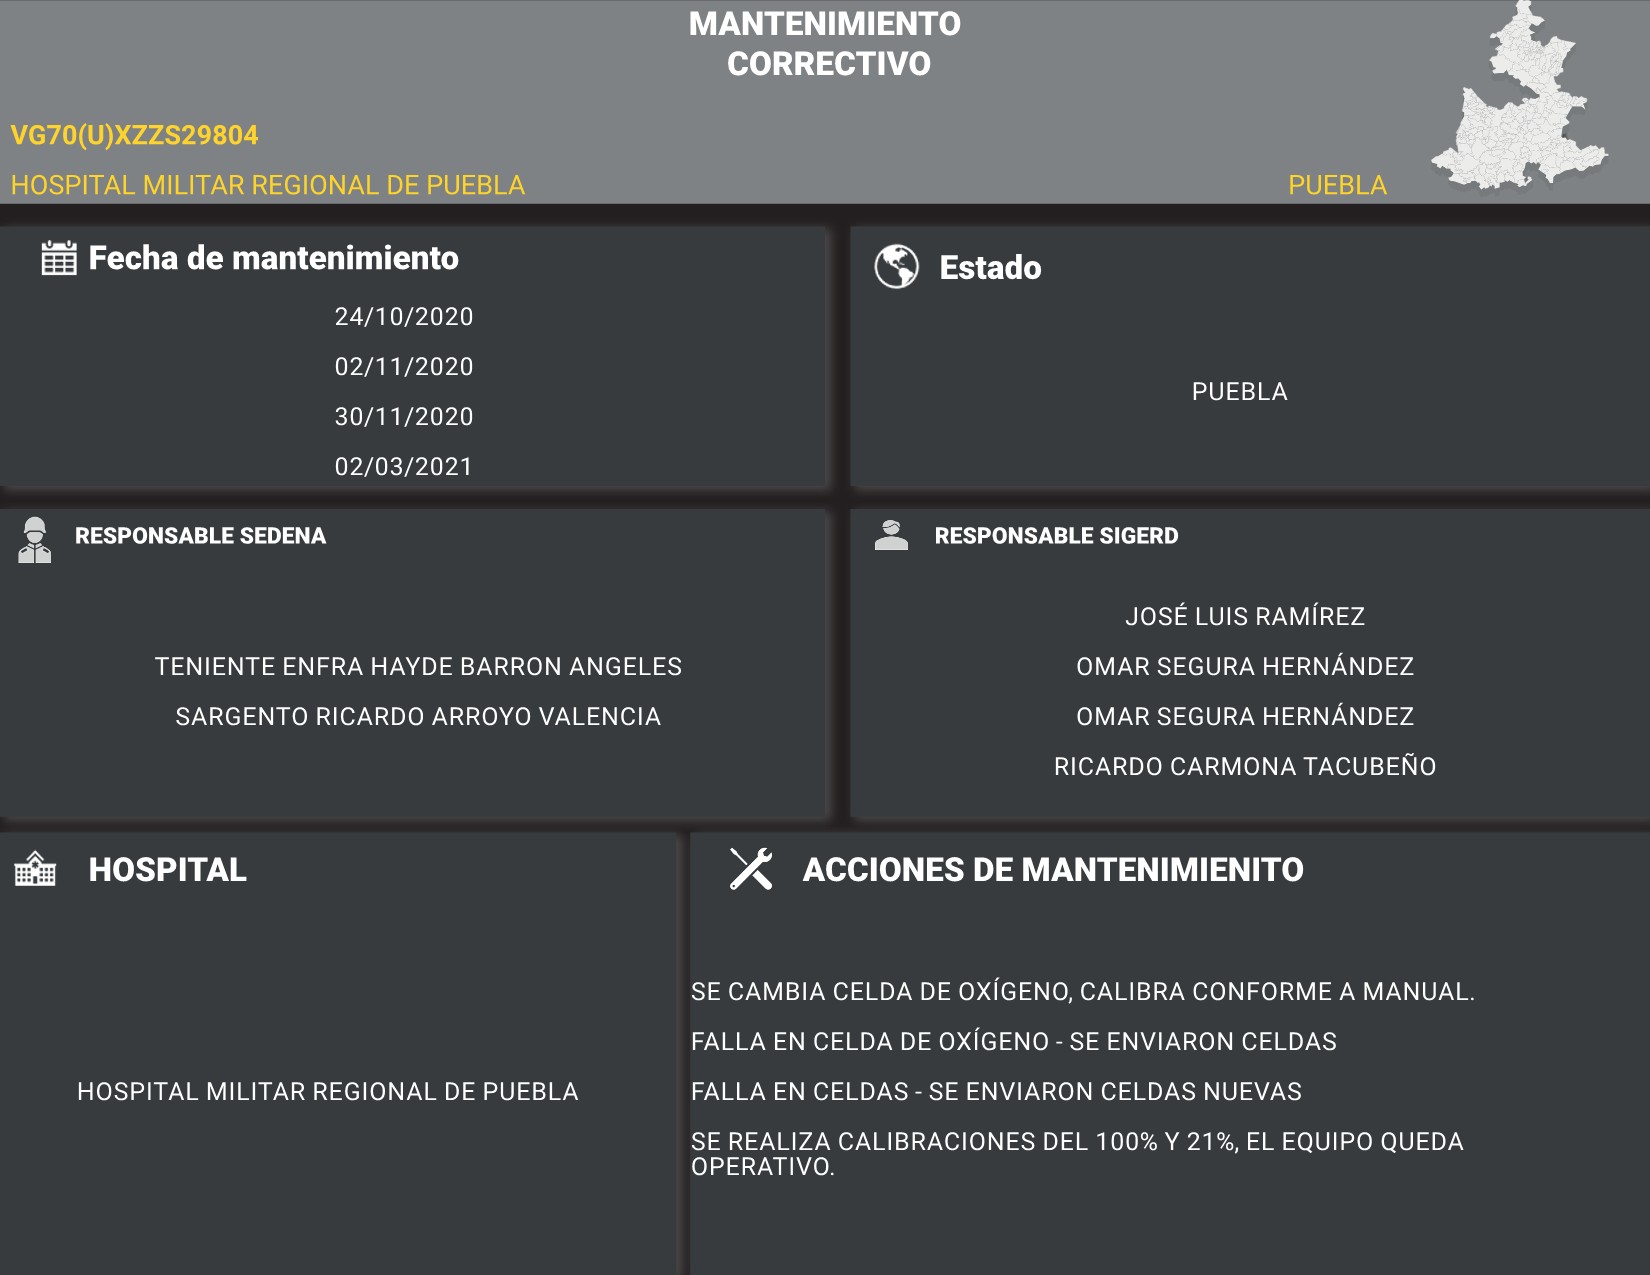 MANTENIMIENTO
CORRECTIVO
VG70(U)XZZS29804
HOSPITAL MILITAR REGIONAL DE PUEBLA
PUEBLA
Fecha de mantenimiento
24/10/2020
02/11/2020
30/11/2020
02/03/2021
Estado
PUEBLA
RESPONSABLE SEDENA
TENIENTE ENFRA HAYDE BARRON ANGELES
SARGENTO RICARDO ARROYO VALENCIA
RESPONSABLE SIGERD
JOSÉ LUIS RAMÍREZ
OMAR SEGURA HERNÁNDEZ
OMAR SEGURA HERNÁNDEZ
RICARDO CARMONA TACUBEÑO
HOSPITAL
HOSPITAL MILITAR REGIONAL DE PUEBLA
ACCIONES DE MANTENIMIENITO
SE CAMBIA CELDA DE OXÍGENO, CALIBRA CONFORME A MANUAL.
FALLA EN CELDA DE OXÍGENO - SE ENVIARON CELDAS
FALLA EN CELDAS - SE ENVIARON CELDAS NUEVAS
SE REALIZA CALIBRACIONES DEL 100% Y 21%, EL EQUIPO QUEDA
OPERATIVO.